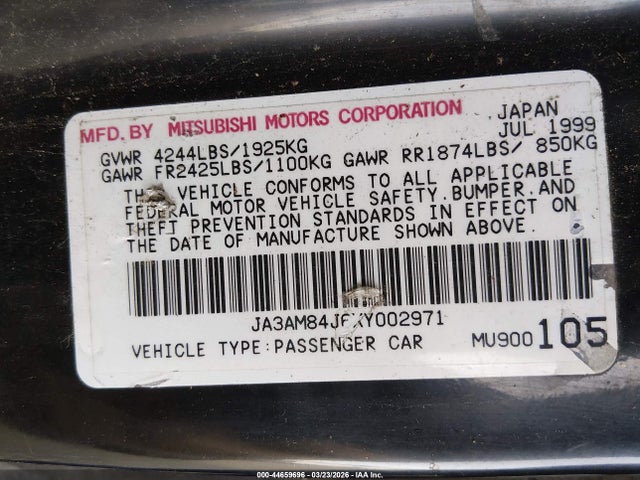 MFD. BY MITSUBISHI MOTORS CORPORATION JAPAN
GVWR 4244LBS/1925KG JUL 1999
GAWR FR2425LBS/1100KG GAWR RR1874LBS/ 850KG
VEHICLE CONFORMS TO ALL APPLICABLE
FEDERAL MOTOR VEHICLE SAFETY.BUMPER.AND
THEFT PREVENTION STANDARDS IN EFFECT ON
THE DATE OF MANUFACTURE SHOWN ABOVE.
VEHICLE TYPE:PASSENGER CAR MU900 105
000-44659696 - 03/23/2026 - IAA Inc.